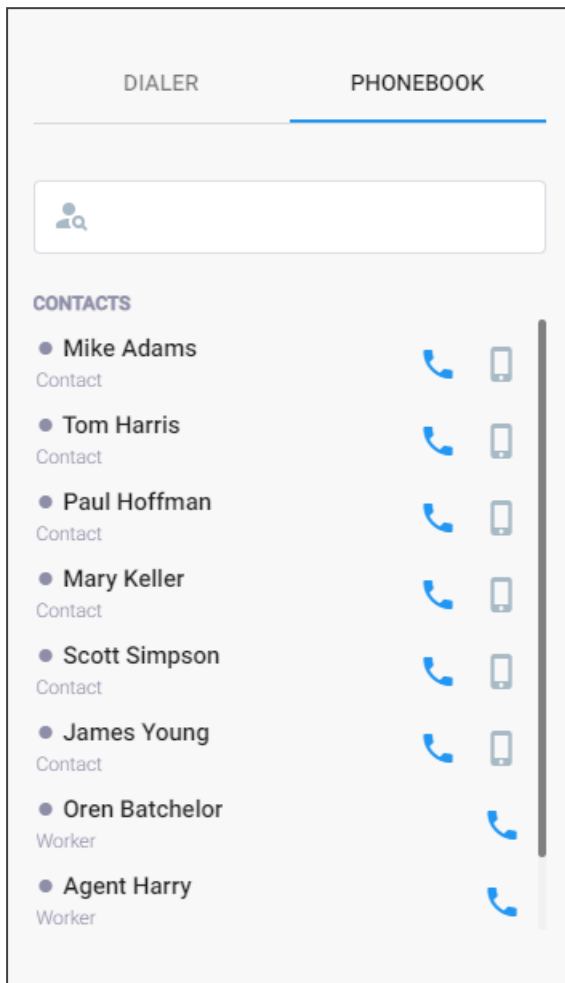 DIALER PHONEBOOK
CONTACTS
Mike Adams
Contact
Tom Harris
Contact
Paul Hoffman
Contact
Mary Keller
Contact
Scott Simpson
Contact
James Young
Contact
Oren Batchelor
Worker
Agent Harry
Worker